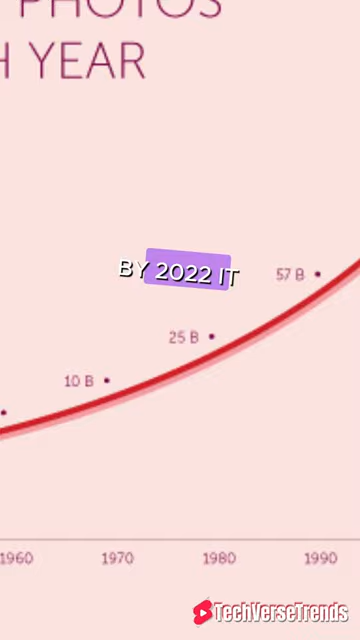 PHOTOS
H YEAR
BY 2022 IT
57 B
25 B
10 B
1960
1970
1980
1990
TechVerseTrends